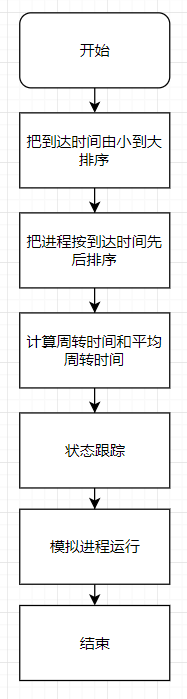 开始
把到达时间由小到大
排序
把进程按到达时间先
后排序
计算周转时间和平均
周转时间
状态跟踪
模拟进程运行
结束